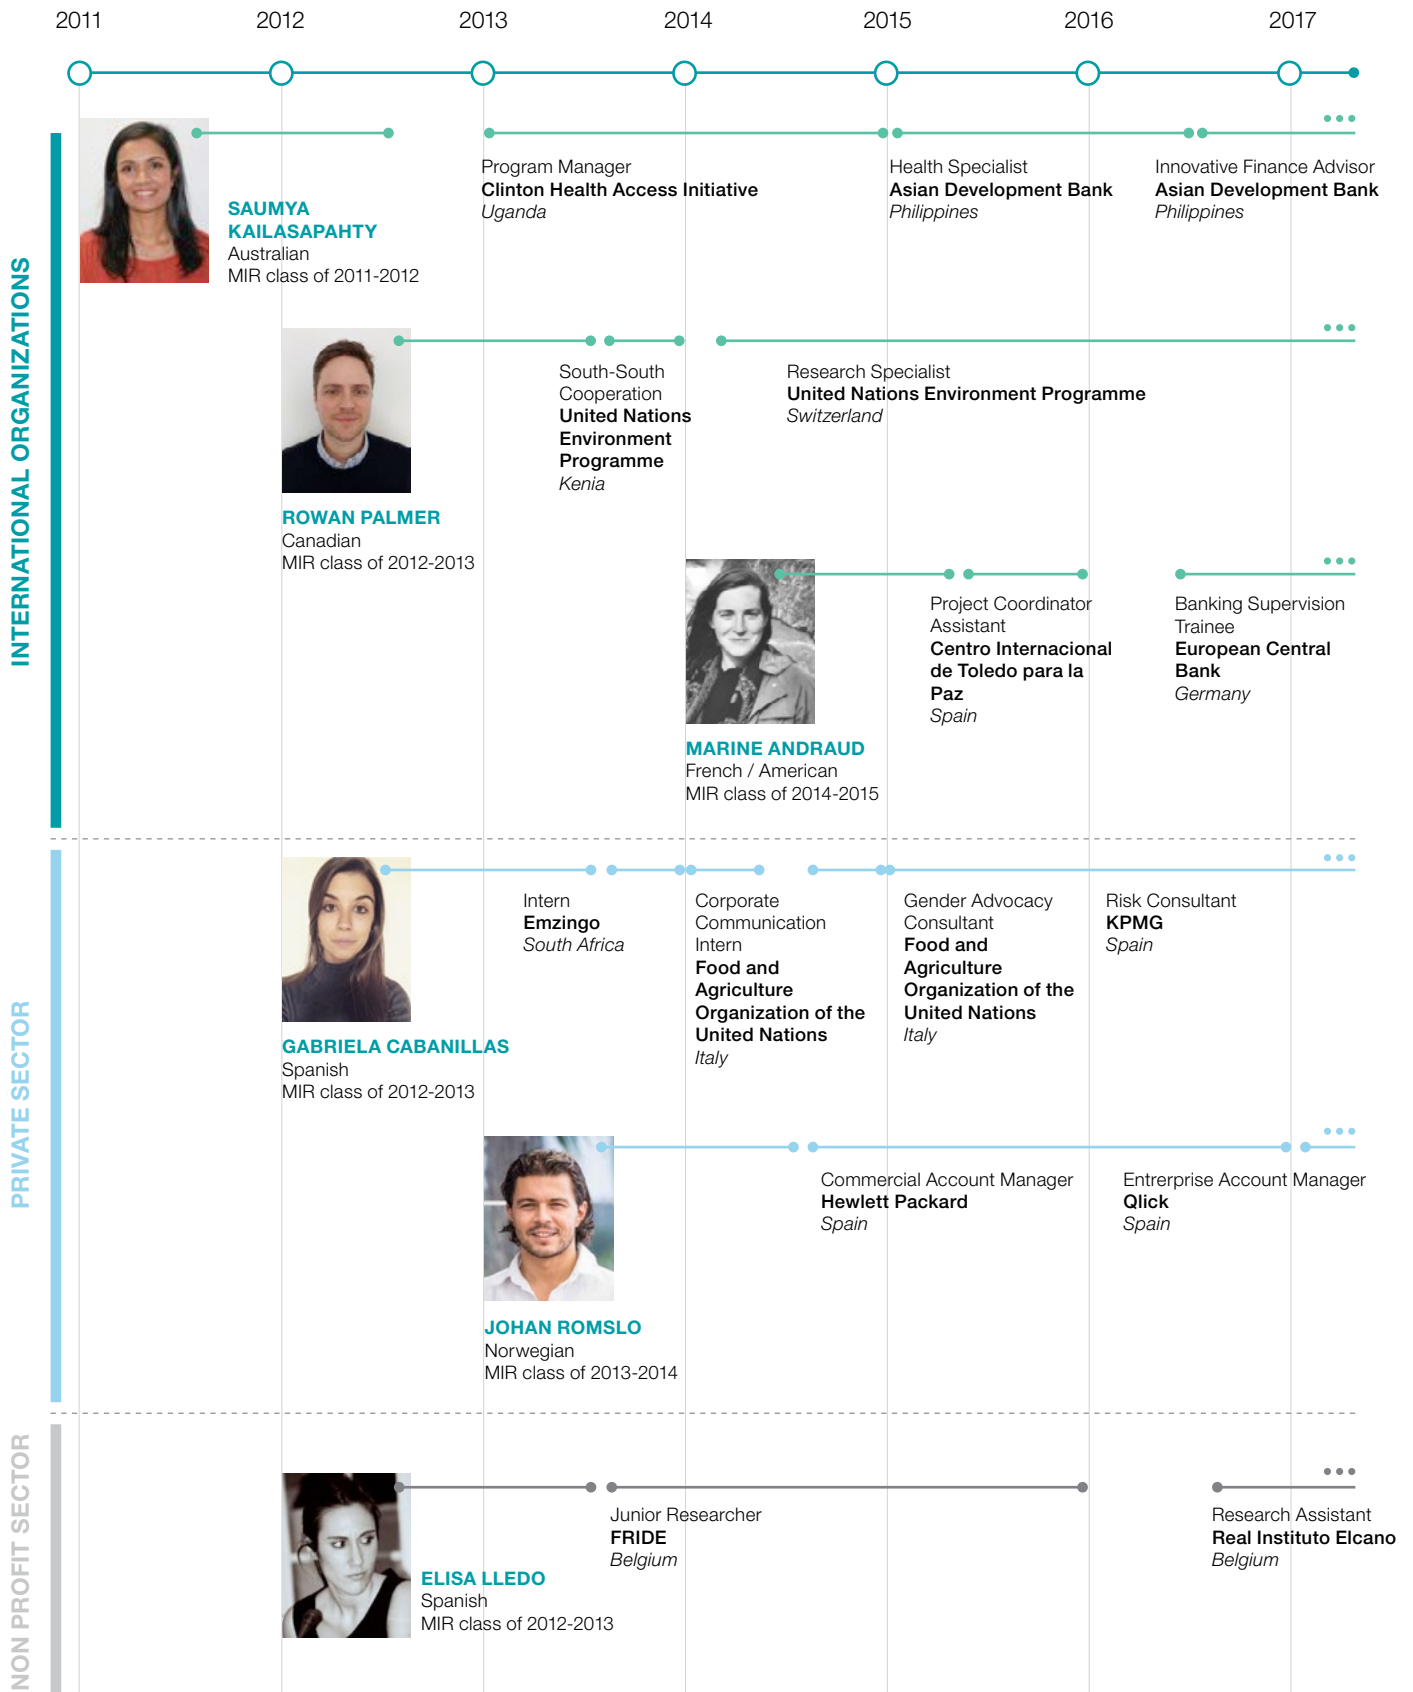 2011 2012 2013 2014 2015 2016 2017
INTERNATIONAL ORGANIZATIONS
SAUMYA
KAILASAPAHTY
Australian
MIR class of 2011-2012
Program Manager
Clinton Health Access Initiative
Uganda
Health Specialist
Asian Development Bank
Philippines
Innovative Finance Advisor
Asian Development Bank
Philippines
ROWAN PALMER
Canadian
MIR class of 2012-2013
South-South
Cooperation
United Nations
Environment
Programme
Kenia
Research Specialist
United Nations Environment Programme
Switzerland
MARINE ANDRAUD
French / American
MIR class of 2014-2015
Project Coordinator
Assistant
Centro Internacional
de Toledo para la
Paz
Spain
Banking Supervision
Trainee
European Central
Bank
Germany
PRIVATE SECTOR
GABRIELA CABANILLAS
Spanish
MIR class of 2012-2013
Intern
Emzingo
South Africa
Corporate
Communication
Intern
Food and
Agriculture
Organization of the
United Nations
Italy
Gender Advocacy
Consultant
Food and
Agriculture
Organization of the
United Nations
Italy
Risk Consultant
KPMG
Spain
JOHAN ROMSLO
Norwegian
MIR class of 2013-2014
Commercial Account Manager
Hewlett Packard
Spain
Entrerprise Account Manager
Qlick
Spain
NON PROFIT SECTOR
ELISA LLEDO
Spanish
MIR class of 2012-2013
Junior Researcher
FRIDE
Belgium
Research Assistant
Real Instituto Elcano
Belgium